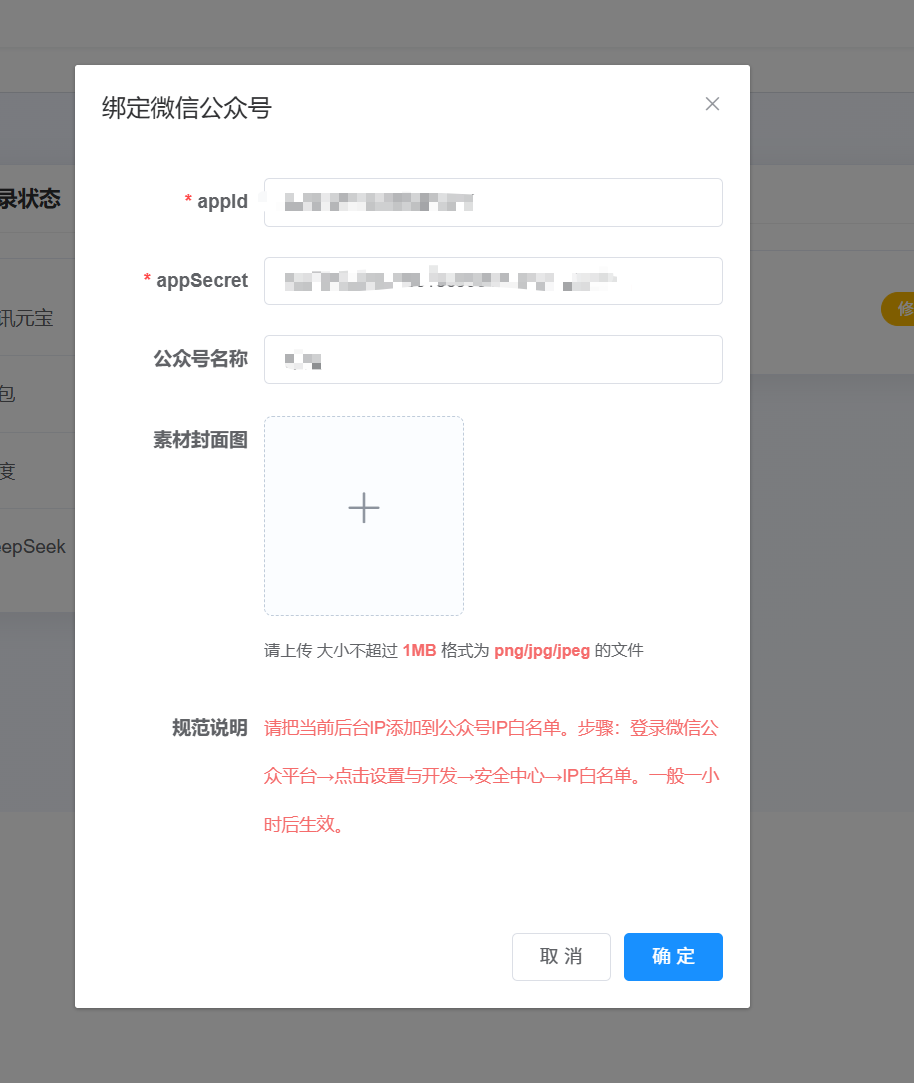 绑定微信公众号
录状态
* appId
* appSecret
讯元宝
修
公众号名称
包
素材封面图
度
eepSeek
请上传 大小不超过 1MB 格式为 png/jpg/jpeg 的文件
规范说明
请把当前后台IP添加到公众号IP白名单。步骤：登录微信公
众平台→点击设置与开发→安全中心→IP白名单。一般一小
时后生效。
取 消
确 定